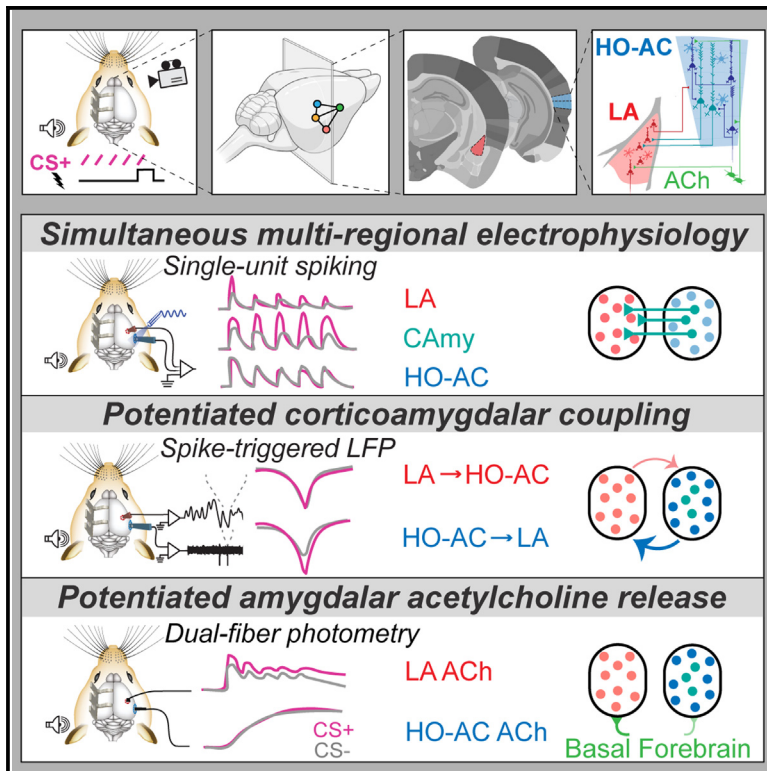 CS+
HO-AC
LA
ACh
Simultaneous multi-regional electrophysiology
Single-unit spiking
LA
CAmy
HO-AC
Potentiated corticoamygdalar coupling
Spike-triggered LFP
LA→HO-AC
HO-AC→LA
Potentiated amygdalar acetylcholine release
Dual-fiber photometry
LA ACh
HO-AC ACh
CS+
CS-
Basal Forebrain